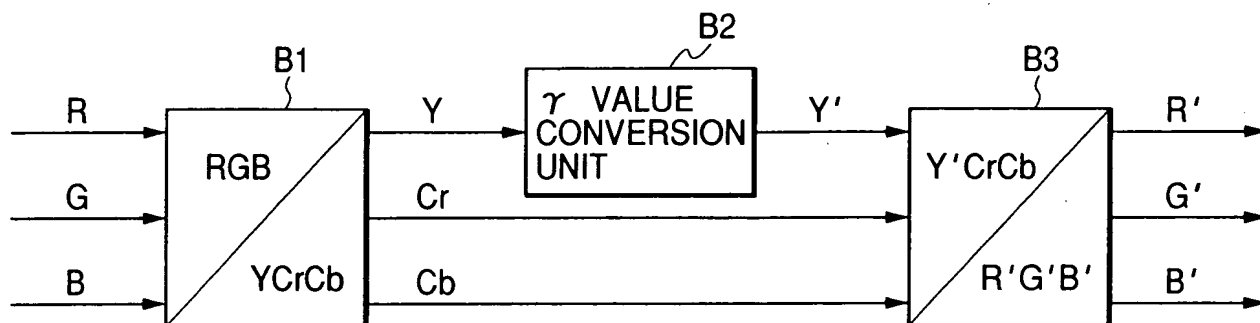 B1
B2
B3
R
G
B
RGB
YCrCb
Y
Cr
Cb
γ VALUE
CONVERSION
UNIT
Y'
Y'CrCb
R'G'B'
R'
G'
B'